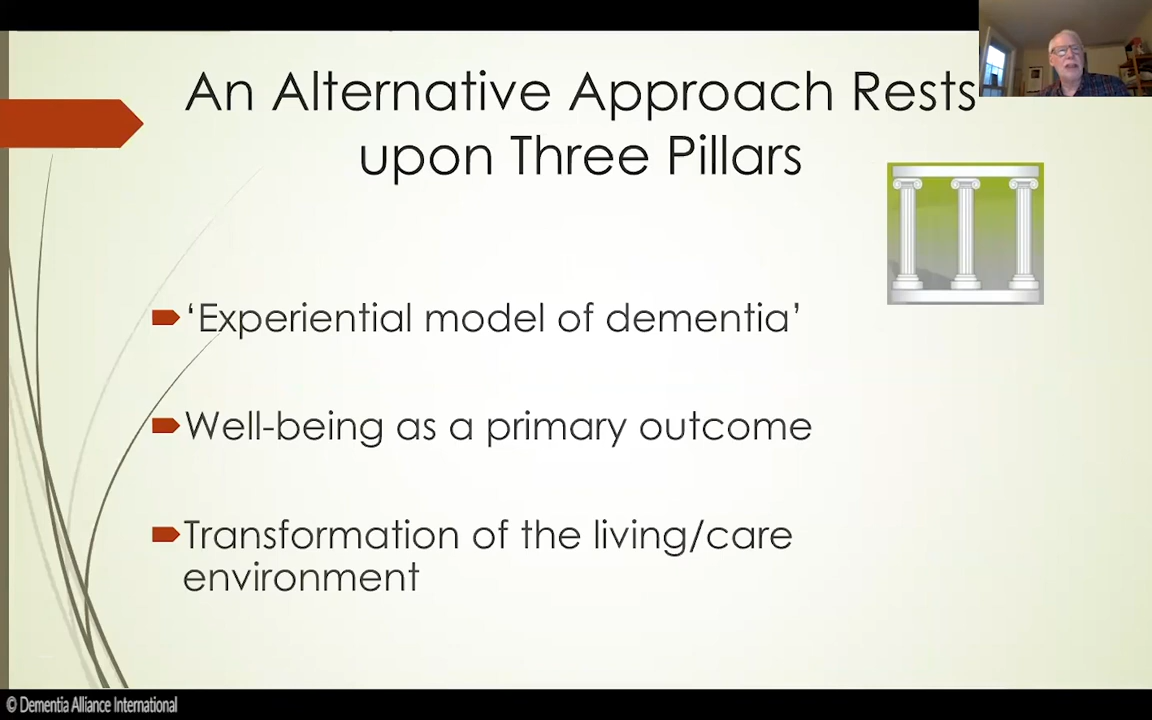 An Alternative Approach Rests
upon Three Pillars
‘Experiential model of dementia’
Well-being as a primary outcome
Transformation of the living/care
environment
© Dementia Alliance International